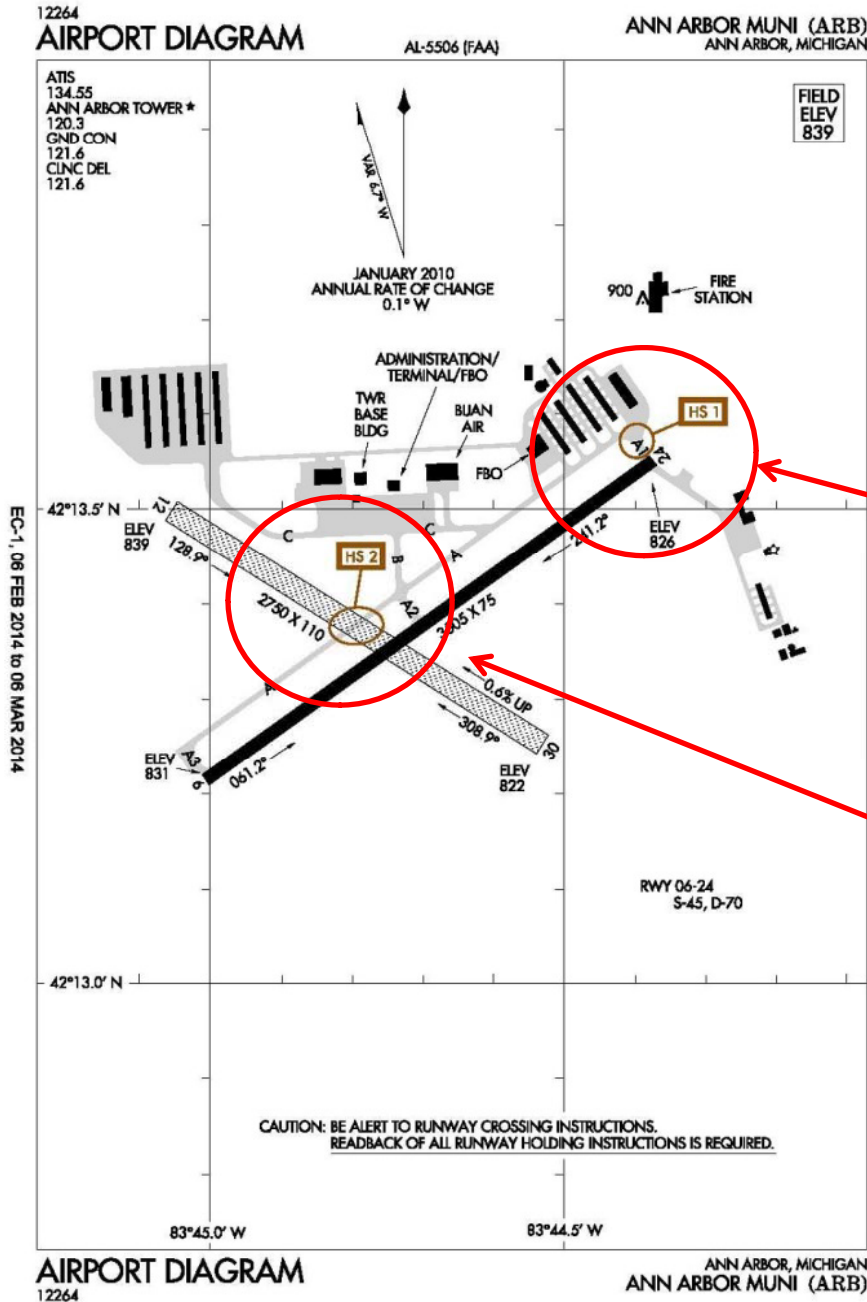 12264
AIRPORT DIAGRAM
AL-5506 (FAA)
ANN ARBOR MUNI (ARB)
ANN ARBOR, MICHIGAN
ATIS
134.55
ANN ARBOR TOWER ★
120.3
GND CON
121.6
CLNC DEL
121.6
FIELD
ELEV
839
VAR 6.7° W
JANUARY 2010
ANNUAL RATE OF CHANGE
0.1° W
900
FIRE
STATION
ADMINISTRATION/
TERMINAL/FBO
TWR
BASE
BLDG
BIJAN
AIR
FBO
HS 1
A1
24
42°13.5' N
ELEV
839
12
128.9°
C
C
B
A
HS 2
A2
241.2°
ELEV
826
2750 X 110
X 75
A
0.6% UP
308.9°
30
ELEV
822
A3
ELEV
831
6
061.2°
RWY 06-24
S-45, D-70
EC-1, 06 FEB 2014 to 06 MAR 2014
42°13.0' N
CAUTION: BE ALERT TO RUNWAY CROSSING INSTRUCTIONS.
READBACK OF ALL RUNWAY HOLDING INSTRUCTIONS IS REQUIRED.
83°45.0' W
83°44.5' W
AIRPORT DIAGRAM
12264
ANN ARBOR, MICHIGAN
ANN ARBOR MUNI (ARB)